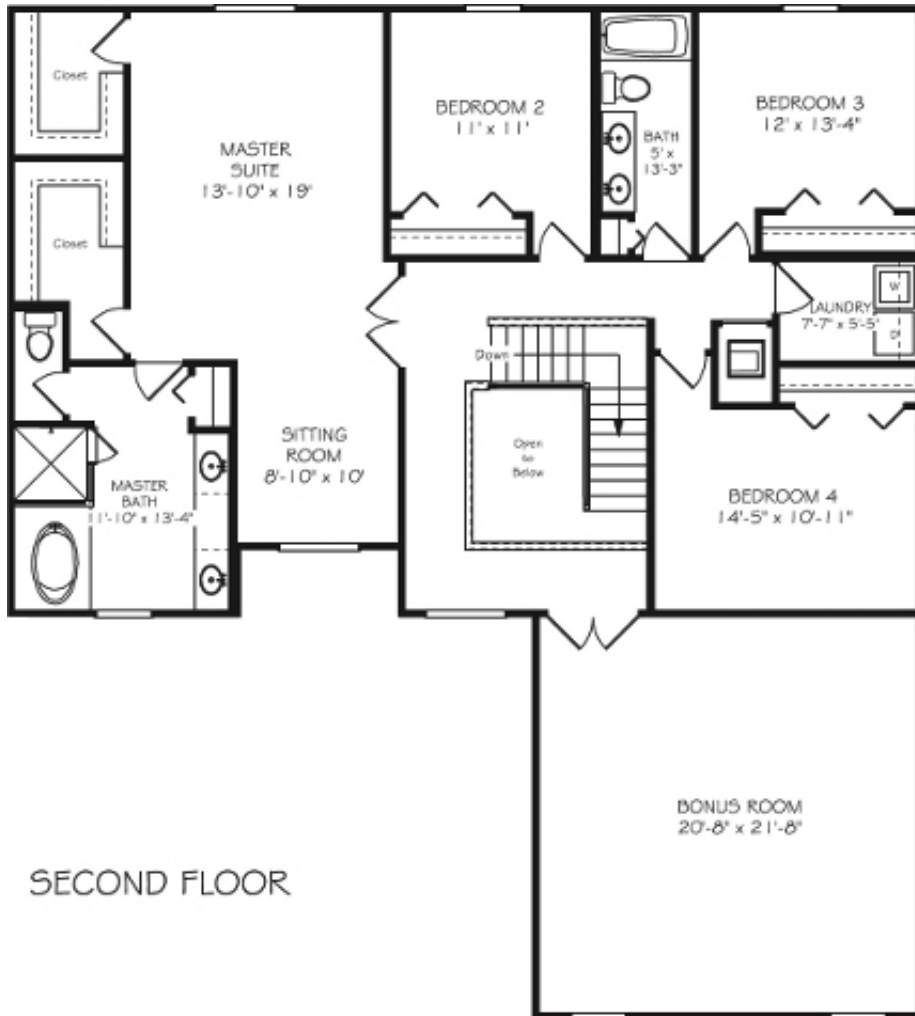 Closet
MASTER
SUITE
13'-10" x 19'
BEDROOM 2
11' x 11'
BATH
5' x
13'-3"
BEDROOM 3
12' x 13'-4"
Closet
W
LAUNDRY
7'-7" x 5'-5"
D
Down
Open
to
Below
SITTING
ROOM
8'-10" x 10'
MASTER
BATH
11'-10" x 13'-4"
BEDROOM 4
14'-5" x 10'-11"
BONUS ROOM
20'-8" x 21'-8"
SECOND FLOOR